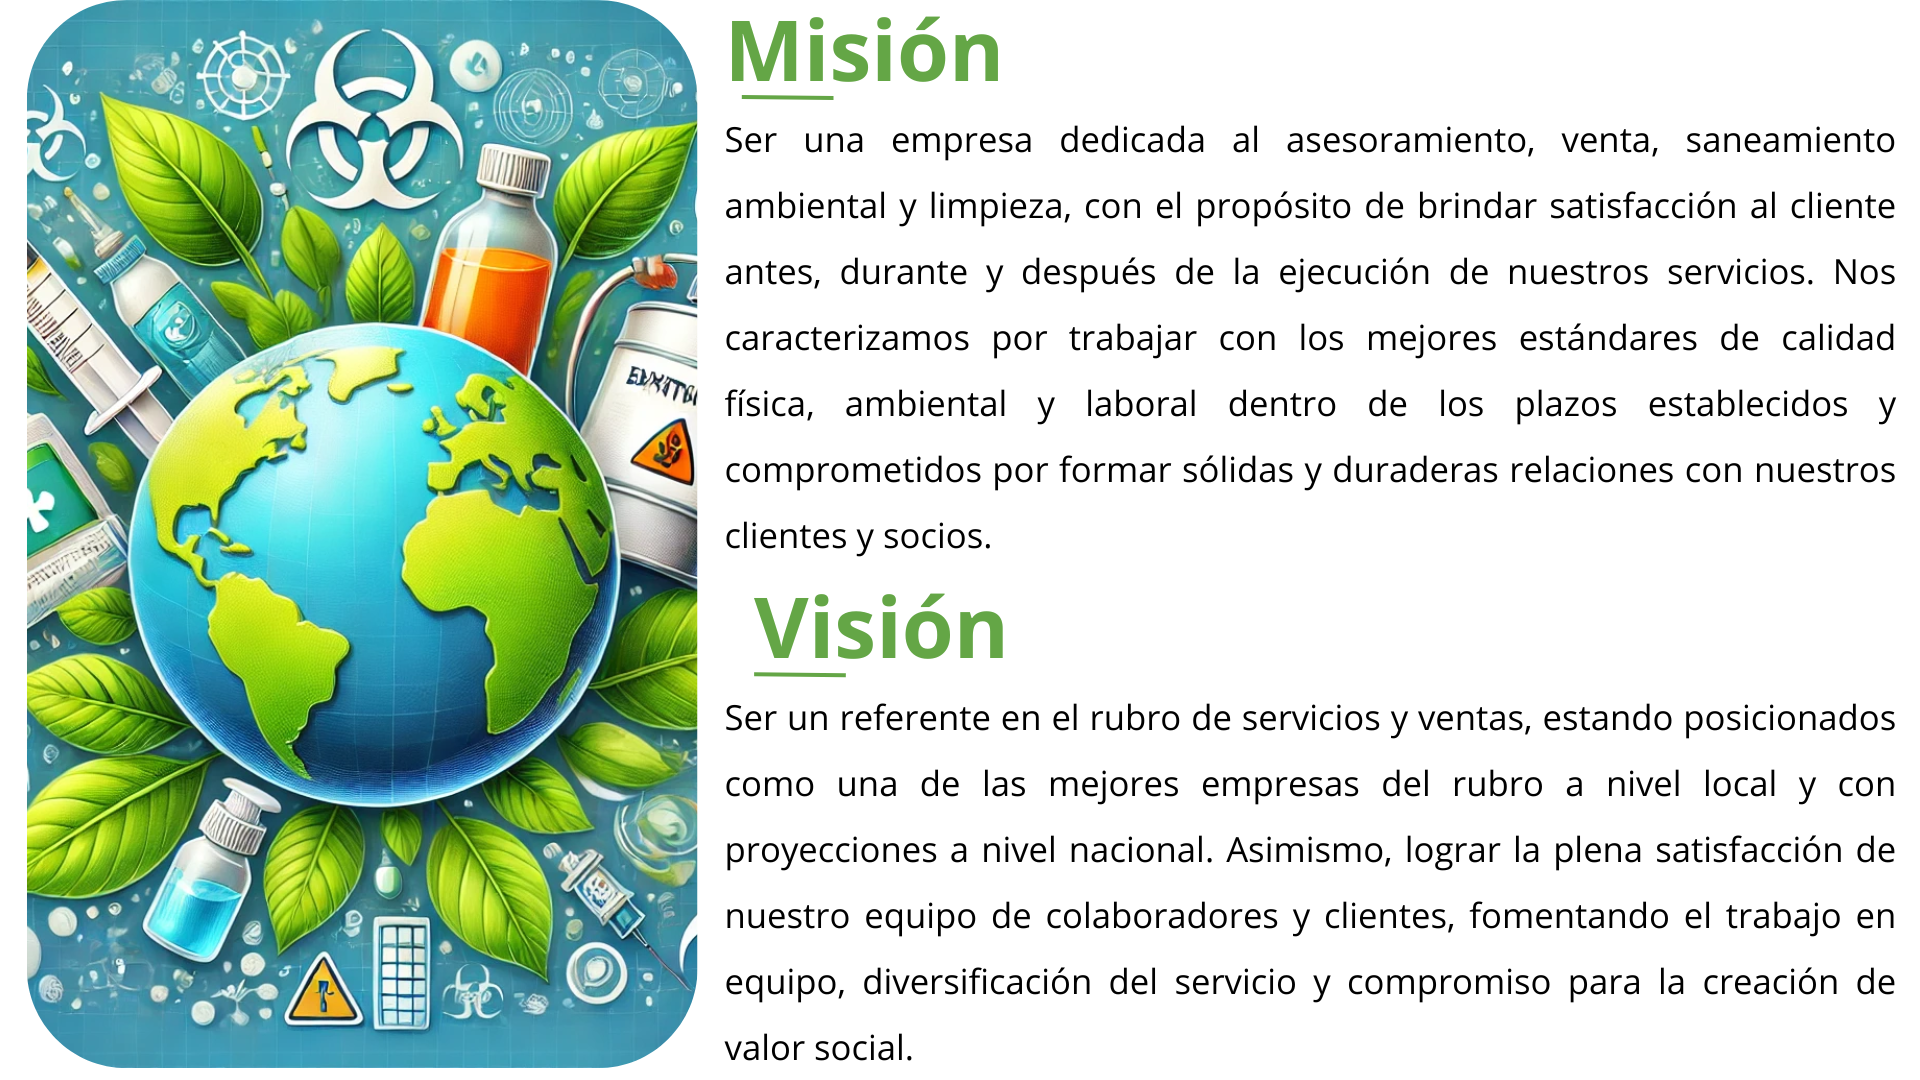 Misión
Ser una empresa dedicada al asesoramiento, venta, saneamiento
ambiental y limpieza, con el propósito de brindar satisfacción al cliente
antes, durante y después de la ejecución de nuestros servicios. Nos
caracterizamos por trabajar con los mejores estándares de calidad
física, ambiental y laboral dentro de los plazos establecidos y
comprometidos por formar sólidas y duraderas relaciones con nuestros
clientes y socios.
Visión
Ser un referente en el rubro de servicios y ventas, estando posicionados
como una de las mejores empresas del rubro a nivel local y con
proyecciones a nivel nacional. Asimismo, lograr la plena satisfacción de
nuestro equipo de colaboradores y clientes, fomentando el trabajo en
equipo, diversificación del servicio y compromiso para la creación de
valor social.